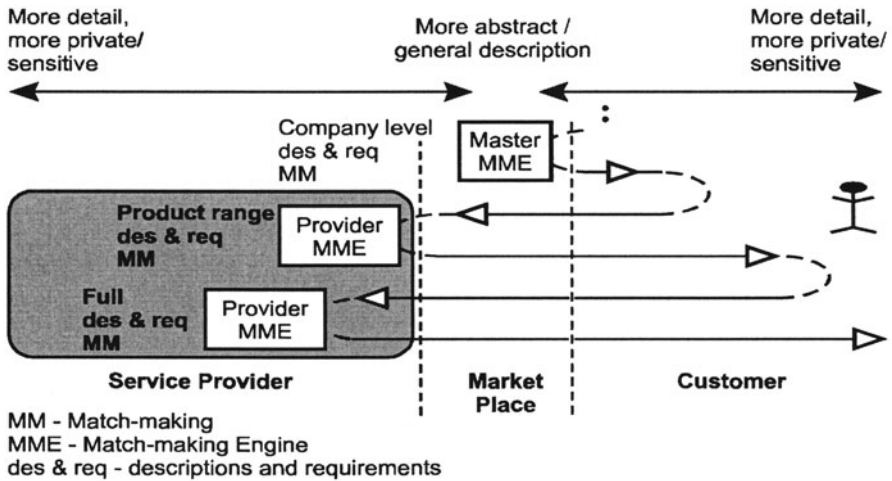 More detail,
more private/
sensitive
More abstract /
general description
More detail,
more private/
sensitive
Company level
des & req
MM
Master
MME
Product range
des & req
MM
Provider
MME
Full
des & req
MM
Provider
MME
Service Provider
Market
Place
Customer
MM - Match-making
MME - Match-making Engine
des & req - descriptions and requirements